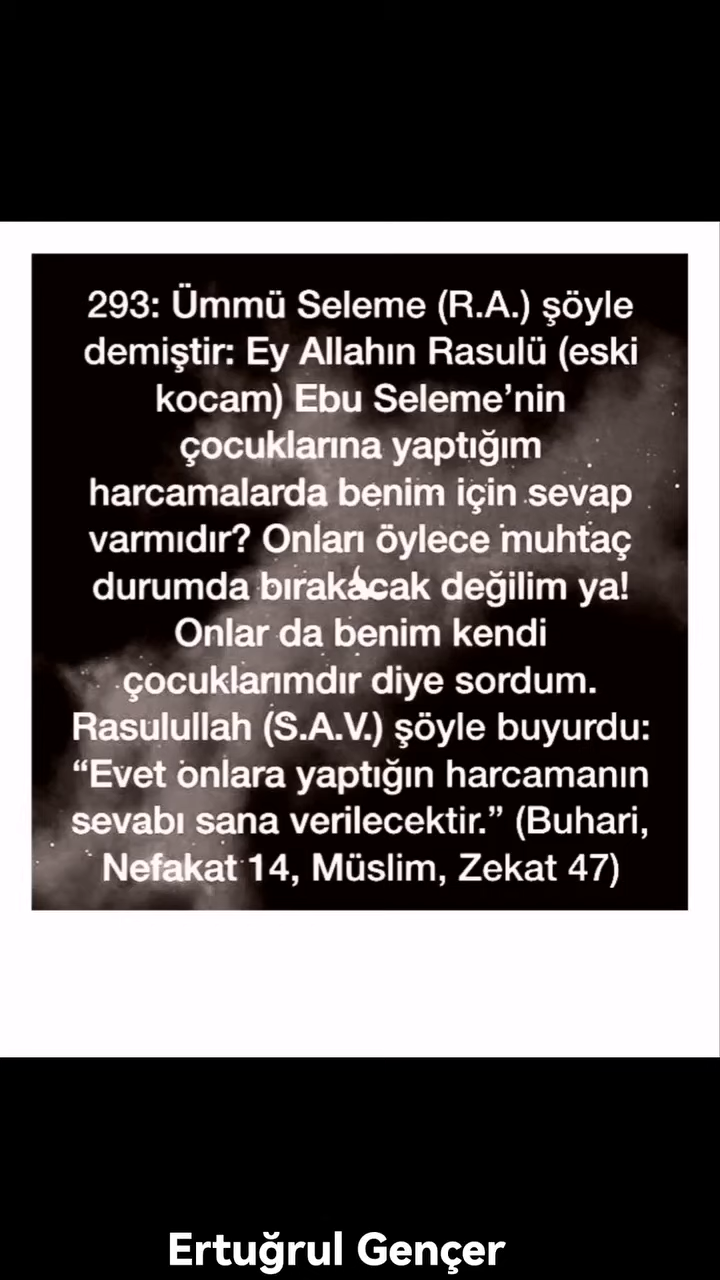 293: Ümmü Seleme (R.A.) şöyle
demiştir: Ey Allahın Rasulü (eski
kocam) Ebu Seleme’nin
çocuklarına yaptığım
harcamalarda benim için sevap
varmıdır? Onları öylece muhtaç
durumda bırakacak değilim ya!
Onlar da benim kendi
çocuklarımdır diye sordum.
Rasulullah (S.A.V.) şöyle buyurdu:
“Evet onlara yaptığın harcamanın
sevabı sana verilecektir.” (Buhari,
Nefakat 14, Müslim, Zekat 47)
Ertuğrul Gençer